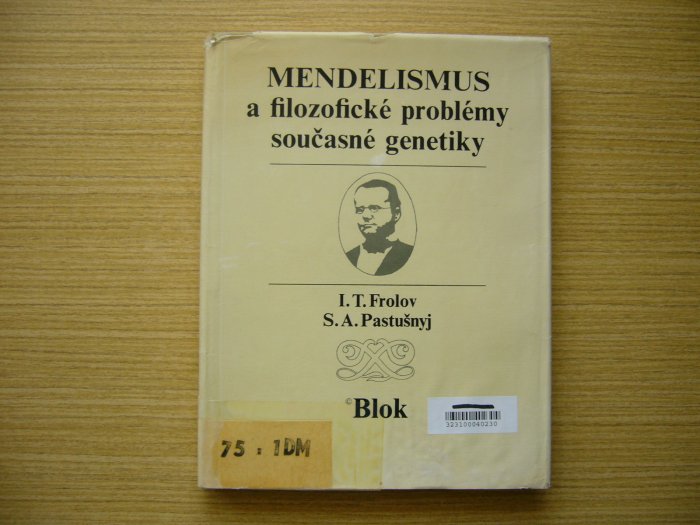 MENDELISMUS
a filozofické problémy
současné genetiky
I. T. Frolov
S. A. Pastušnyj
©Blok
323100040230
75 : 1DM